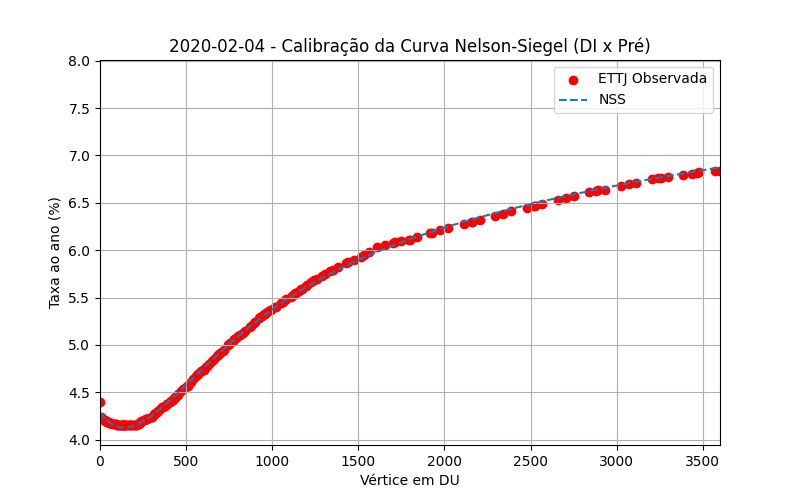 2020-02-04 - Calibração da Curva Nelson-Siegel (DI x Pré)
8.0
7.5
7.0
6.5
6.0
5.5
5.0
4.5
4.0
Taxa ao ano (%)
ETTJ Observada
NSS
0 500 1000 1500 2000 2500 3000 3500
Vértice em DU